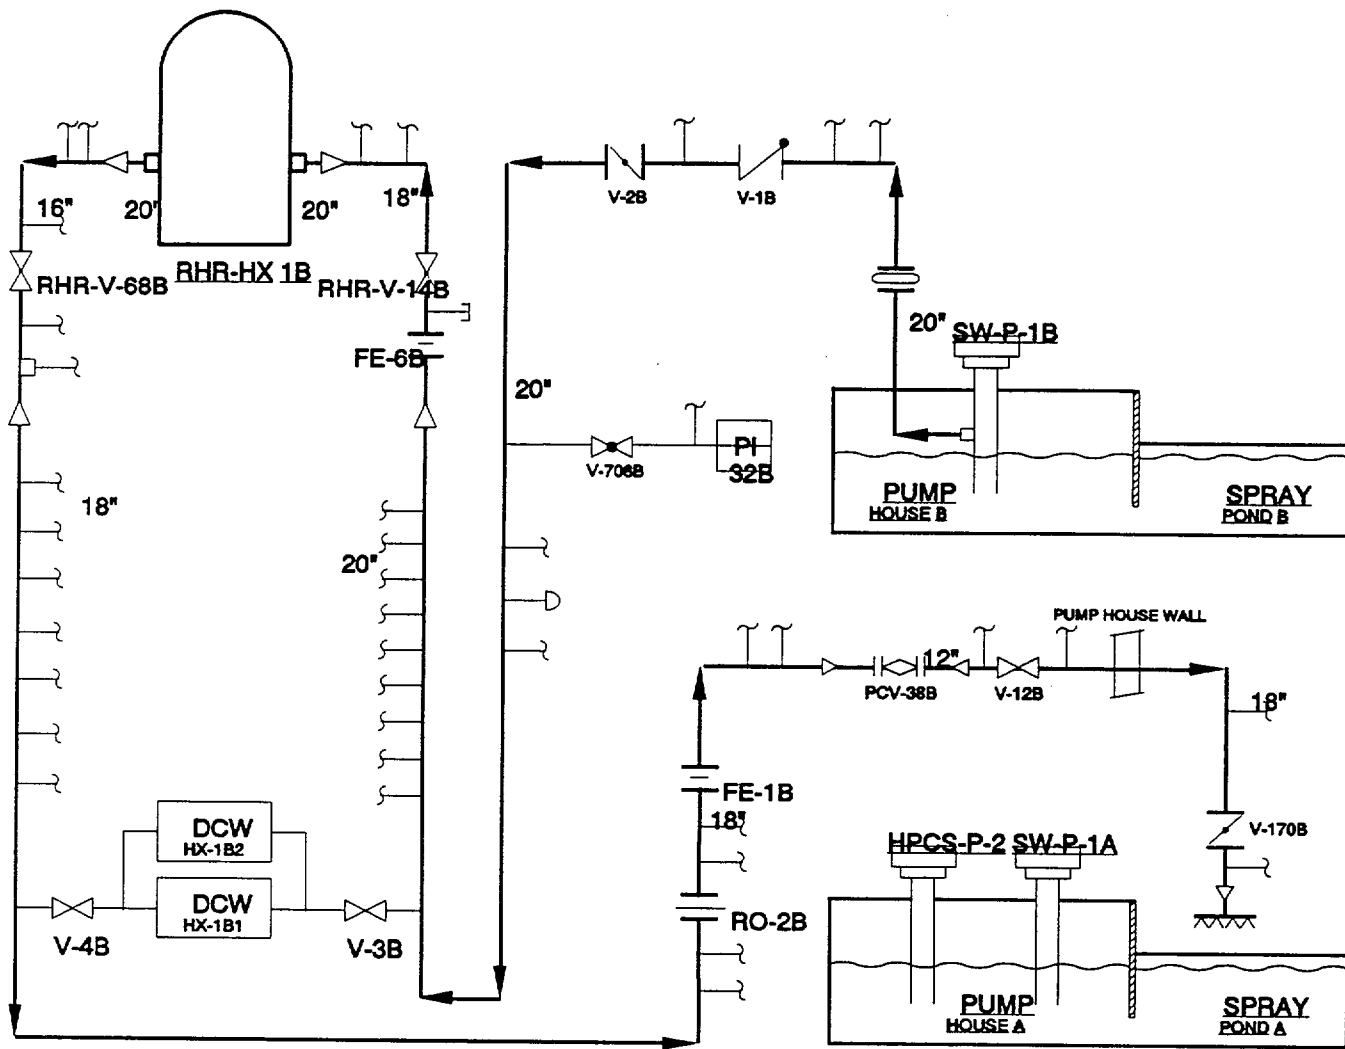 V-2B
V-1B
16"
20"
20"
18"
RHR-V-68B
RHR-HX 1B
RHR-V-14B
FE-6B
20"
SW-P-1B
20"
V-706B
PI
32B
PUMP
HOUSE B
SPRAY
POND B
18"
20"
PUMP HOUSE WALL
12"
PCV-38B
V-12B
18"
FE-1B
18"
V-170B
DCW
HX-1B2
HPCS-P-2
SW-P-1A
DCW
HX-1B1
V-4B
V-3B
RO-2B
PUMP
HOUSE A
SPRAY
POND A